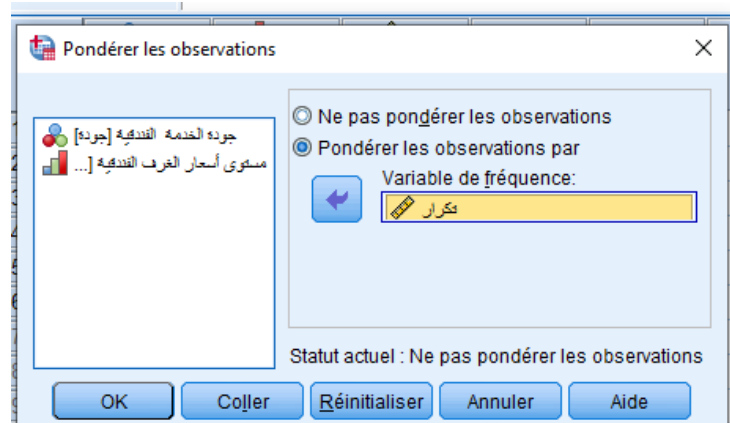 Pondérer les observations
جودة الخدمة الفندقية [جودة]
مستوى أسعار الغرف الفندقية [...
Ne pas pondérer les observations
Pondérer les observations par
Variable de fréquence:
تكرار
Statut actuel : Ne pas pondérer les observations
OK
Coller
Réinitialiser
Annuler
Aide